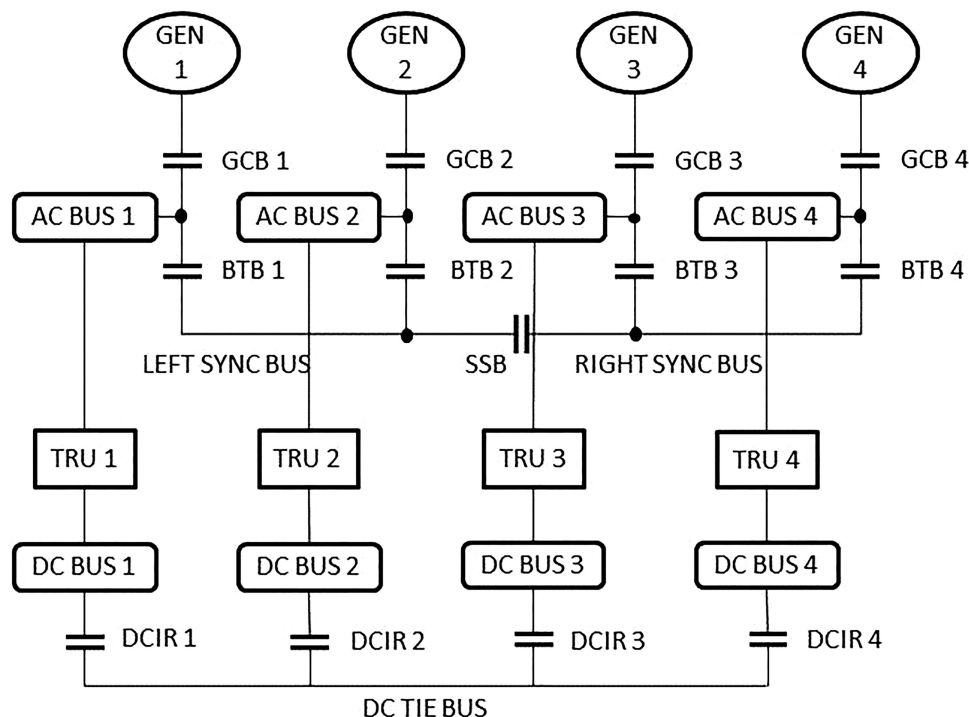 GEN
1
GEN
2
GEN
3
GEN
4
GCB 1
GCB 2
GCB 3
GCB 4
AC BUS 1
AC BUS 2
AC BUS 3
AC BUS 4
BTB 1
BTB 2
BTB 3
BTB 4
LEFT SYNC BUS
SSB
RIGHT SYNC BUS
TRU 1
TRU 2
TRU 3
TRU 4
DC BUS 1
DC BUS 2
DC BUS 3
DC BUS 4
DCIR 1
DCIR 2
DCIR 3
DCIR 4
DC TIE BUS